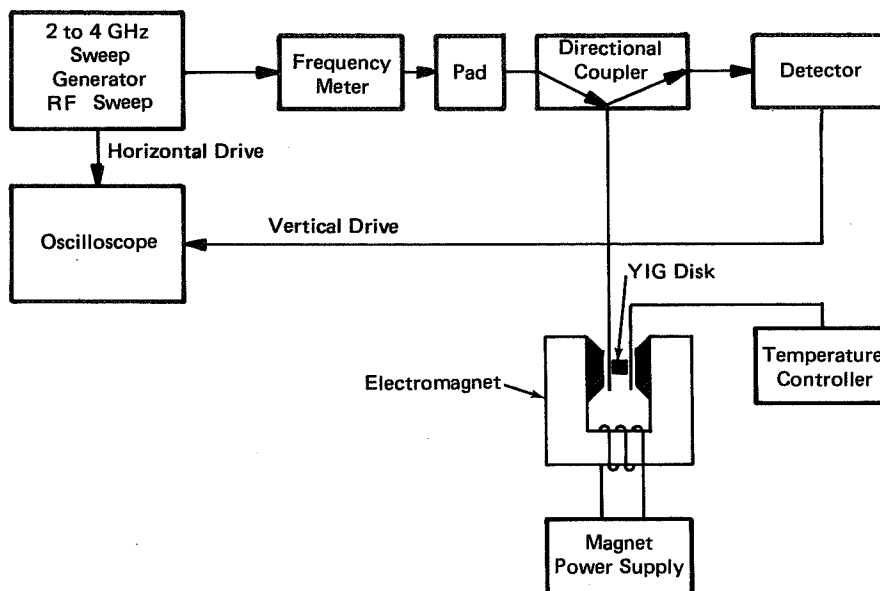 2 to 4 GHz
Sweep
Generator
RF Sweep
Frequency
Meter
Pad
Directional
Coupler
Detector
Horizontal Drive
Oscilloscope
Vertical Drive
YIG Disk
Temperature
Controller
Electromagnet
Magnet
Power Supply